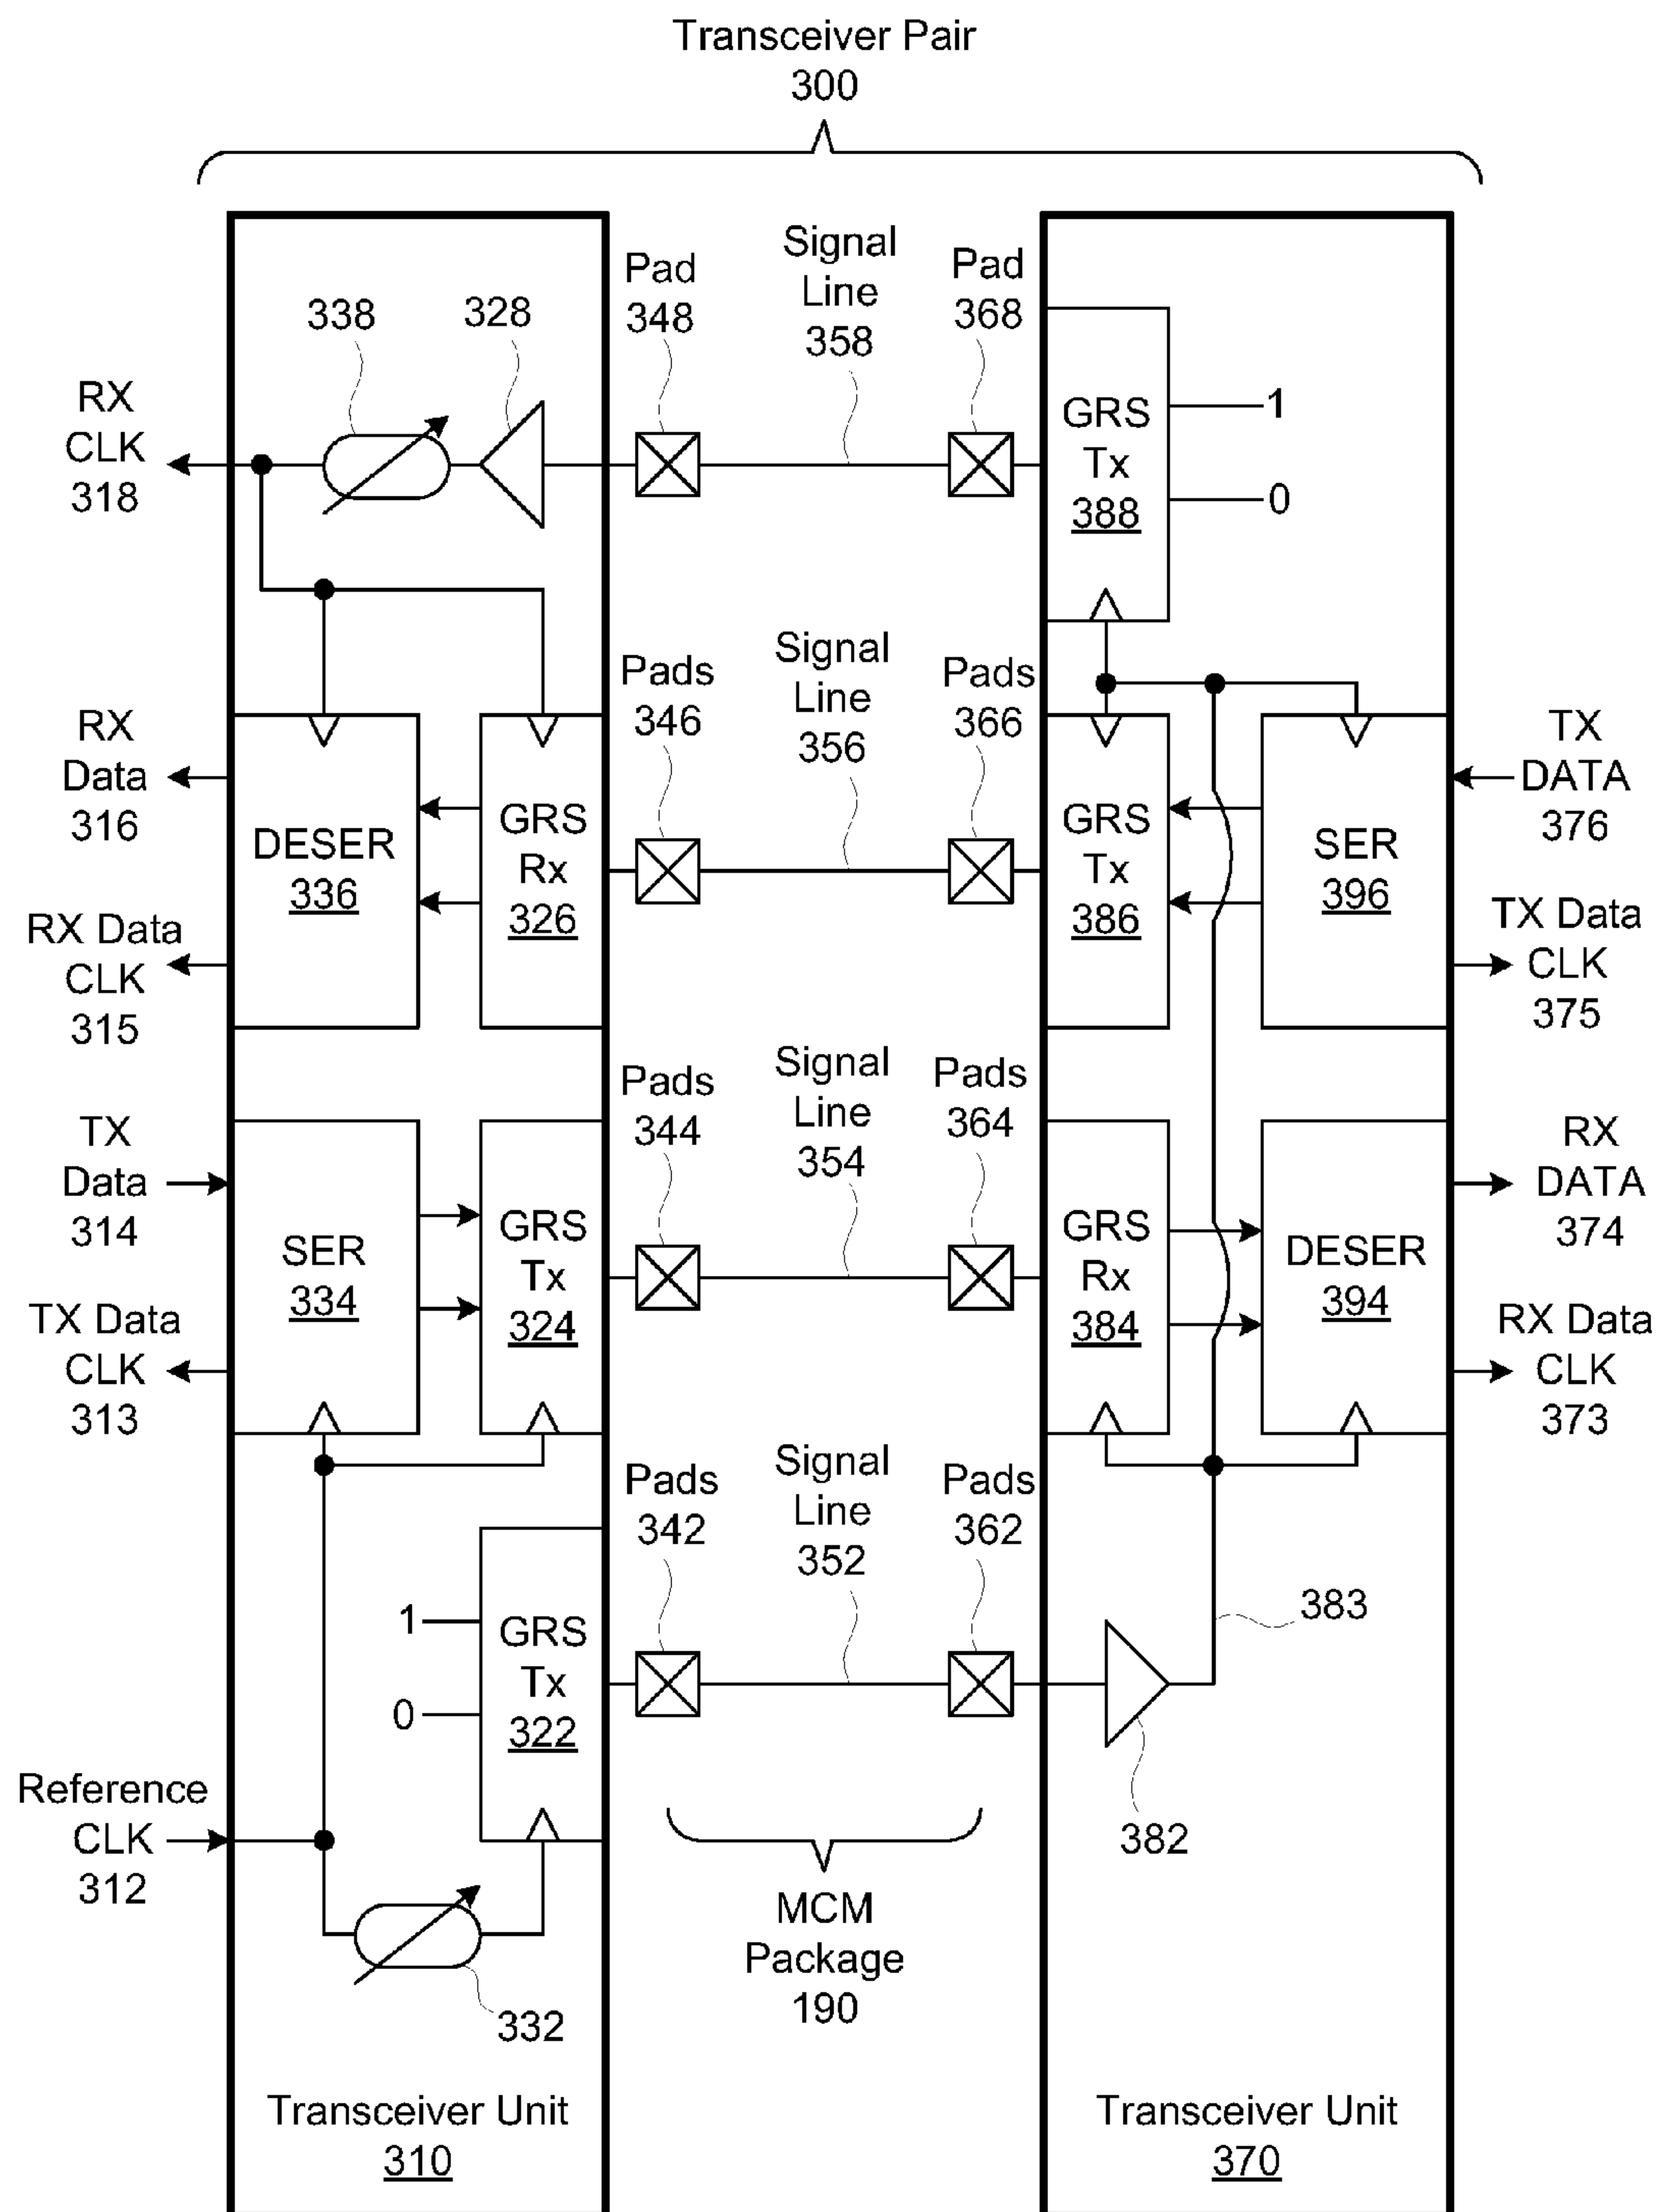 Transceiver Pair
300
338
328
Pad
348
Signal
Line
358
Pad
368
RX
CLK
318
GRS
Tx
388
1
0
Pads
346
Signal
Line
356
Pads
366
RX
Data
316
DESER
336
GRS
Rx
326
GRS
Tx
386
SER
396
TX
DATA
376
RX Data
CLK
315
TX Data
CLK
375
Pads
344
Signal
Line
354
Pads
364
TX
Data
314
SER
334
GRS
Tx
324
GRS
Rx
384
DESER
394
RX
DATA
374
TX Data
CLK
313
RX Data
CLK
373
Pads
342
Signal
Line
352
Pads
362
1
0
GRS
Tx
322
383
382
Reference
CLK
312
332
MCM
Package
190
Transceiver Unit
310
Transceiver Unit
370